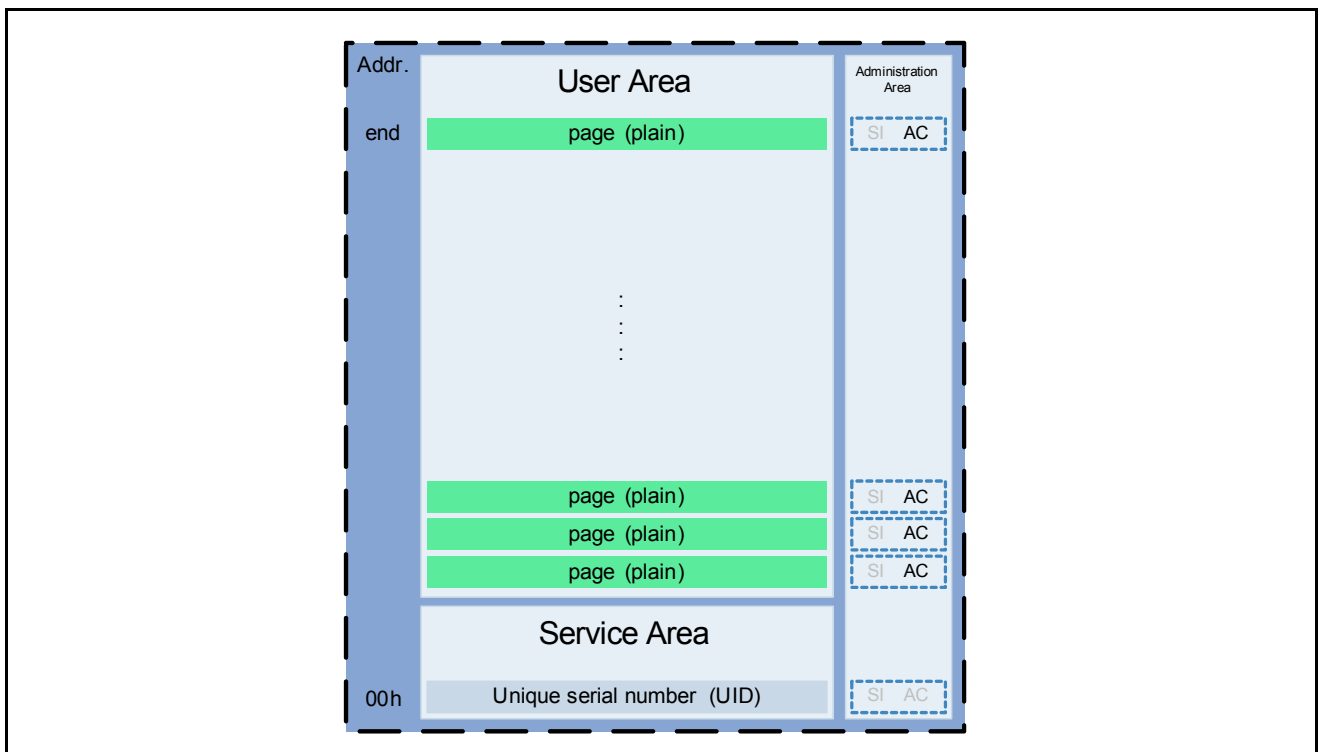 Addr.
User Area
Administration
Area
end
page (plain)
SI AC
:
:
:
page (plain)
SI AC
page (plain)
SI AC
page (plain)
SI AC
Service Area
00h
Unique serial number (UID)
SI AC